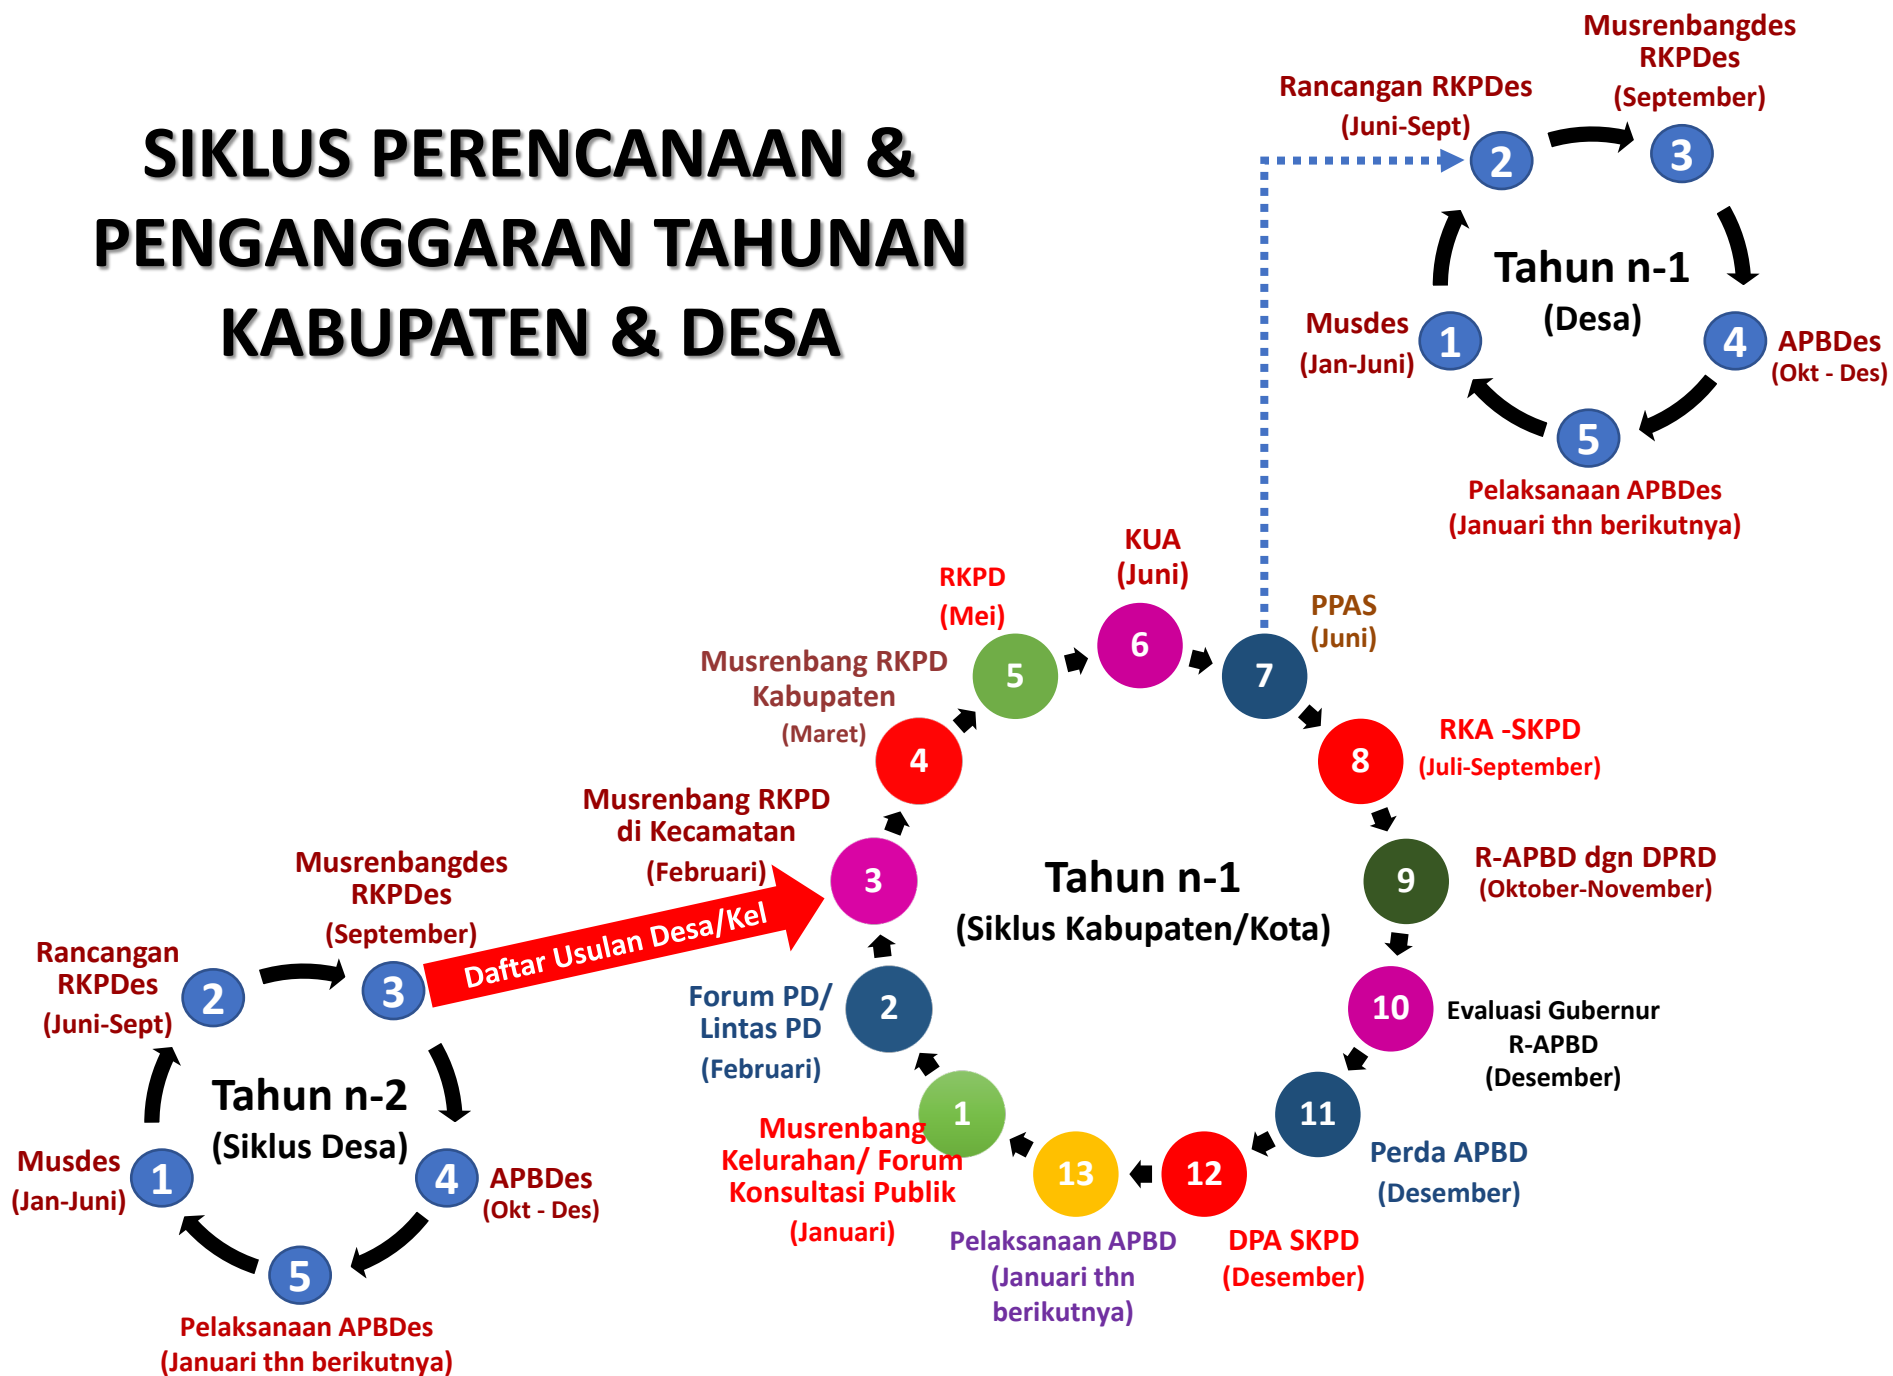 SIKLUS PERENCANAAN &
PENGANGGARAN TAHUNAN
KABUPATEN & DESA
Musrenbangdes
RKPDes
(September)
Rancangan RKPDes
(Juni-Sept)
2
3
Tahun n-1
(Desa)
Musdes
(Jan-Juni)
1
4
APBDes
(Okt - Des)
5
Pelaksanaan APBDes
(Januari thn berikutnya)
KUA
(Juni)
6
RKPD
(Mei)
5
PPAS
(Juni)
7
Musrenbang RKPD
Kabupaten
(Maret)
4
RKA -SKPD
(Juli-September)
8
Musrenbang RKPD
di Kecamatan
(Februari)
3
Tahun n-1
(Siklus Kabupaten/Kota)
9
R-APBD dgn DPRD
(Oktober-November)
Daftar Usulan Desa/Kel
Forum PD/
Lintas PD
(Februari)
2
10
Evaluasi Gubernur
R-APBD
(Desember)
1
Musrenbang
Kelurahan/ Forum
Konsultasi Publik
(Januari)
11
Perda APBD
(Desember)
13
Pelaksanaan APBD
(Januari thn
berikutnya)
12
DPA SKPD
(Desember)
Musrenbangdes
RKPDes
(September)
Rancangan
RKPDes
(Juni-Sept)
2
3
Tahun n-2
(Siklus Desa)
Musdes
(Jan-Juni)
1
4
APBDes
(Okt - Des)
5
Pelaksanaan APBDes
(Januari thn berikutnya)